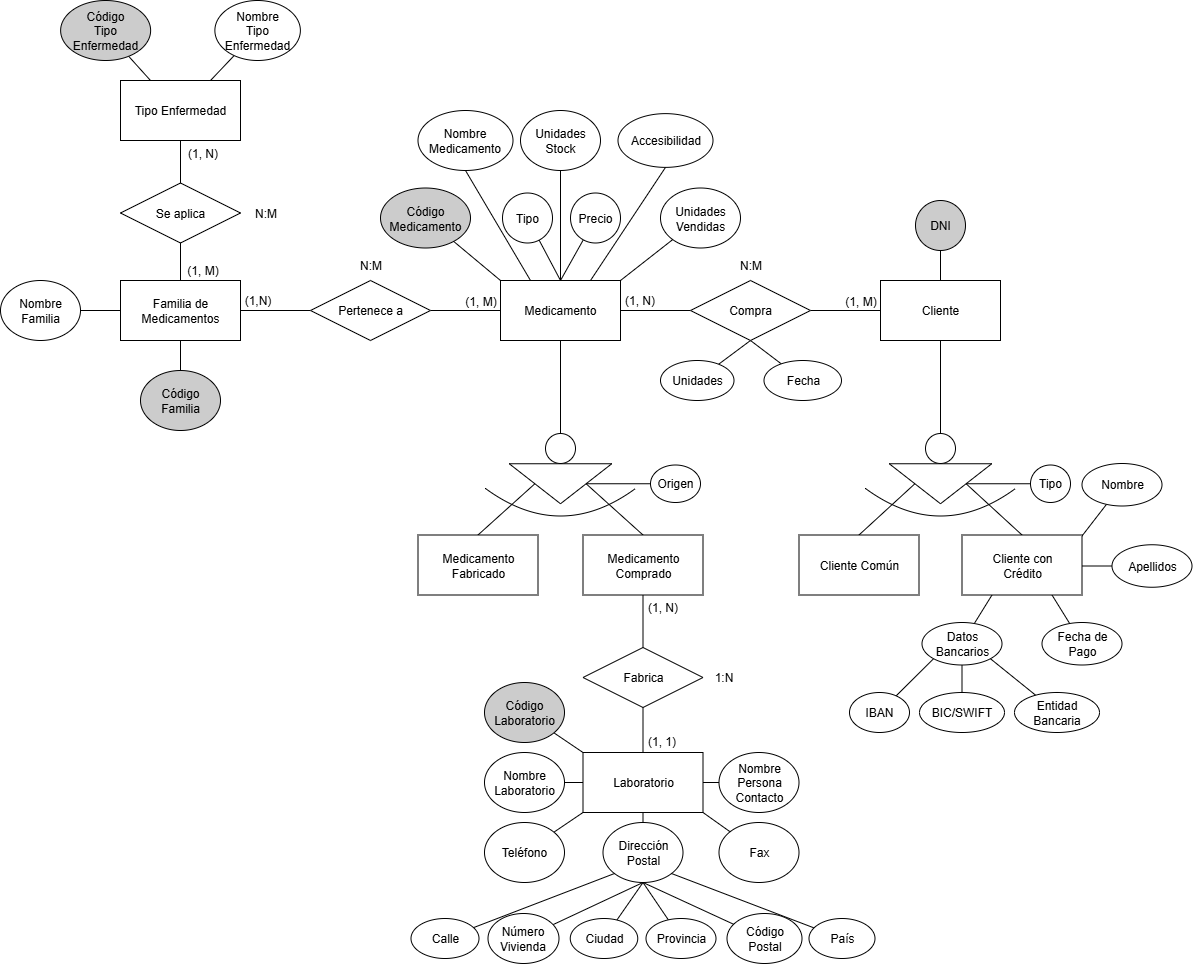 Código
Tipo
Enfermedad
Nombre
Tipo
Enfermedad
Tipo Enfermedad
(1, N)
Se aplica
N:M
(1, M)
Nombre
Familia
Familia de
Medicamentos
(1,N)
Código
Familia
N:M
Pertenece a
(1, M)
Nombre
Medicamento
Unidades
Stock
Accesibilidad
Código
Medicamento
Tipo
Precio
Unidades
Vendidas
Medicamento
(1, N)
N:M
Compra
(1, M)
Unidades
Fecha
DNI
Cliente
Origen
Medicamento
Fabricado
Medicamento
Comprado
Tipo
Nombre
Cliente Común
Cliente con
Crédito
Apellidos
Datos
Bancarios
Fecha de
Pago
IBAN
BIC/SWIFT
Entidad
Bancaria
(1, N)
Fabrica
1:N
(1, 1)
Código
Laboratorio
Nombre
Laboratorio
Laboratorio
Nombre
Persona
Contacto
Teléfono
Dirección
Postal
Fax
Calle
Número
Vivienda
Ciudad
Provincia
Código
Postal
País